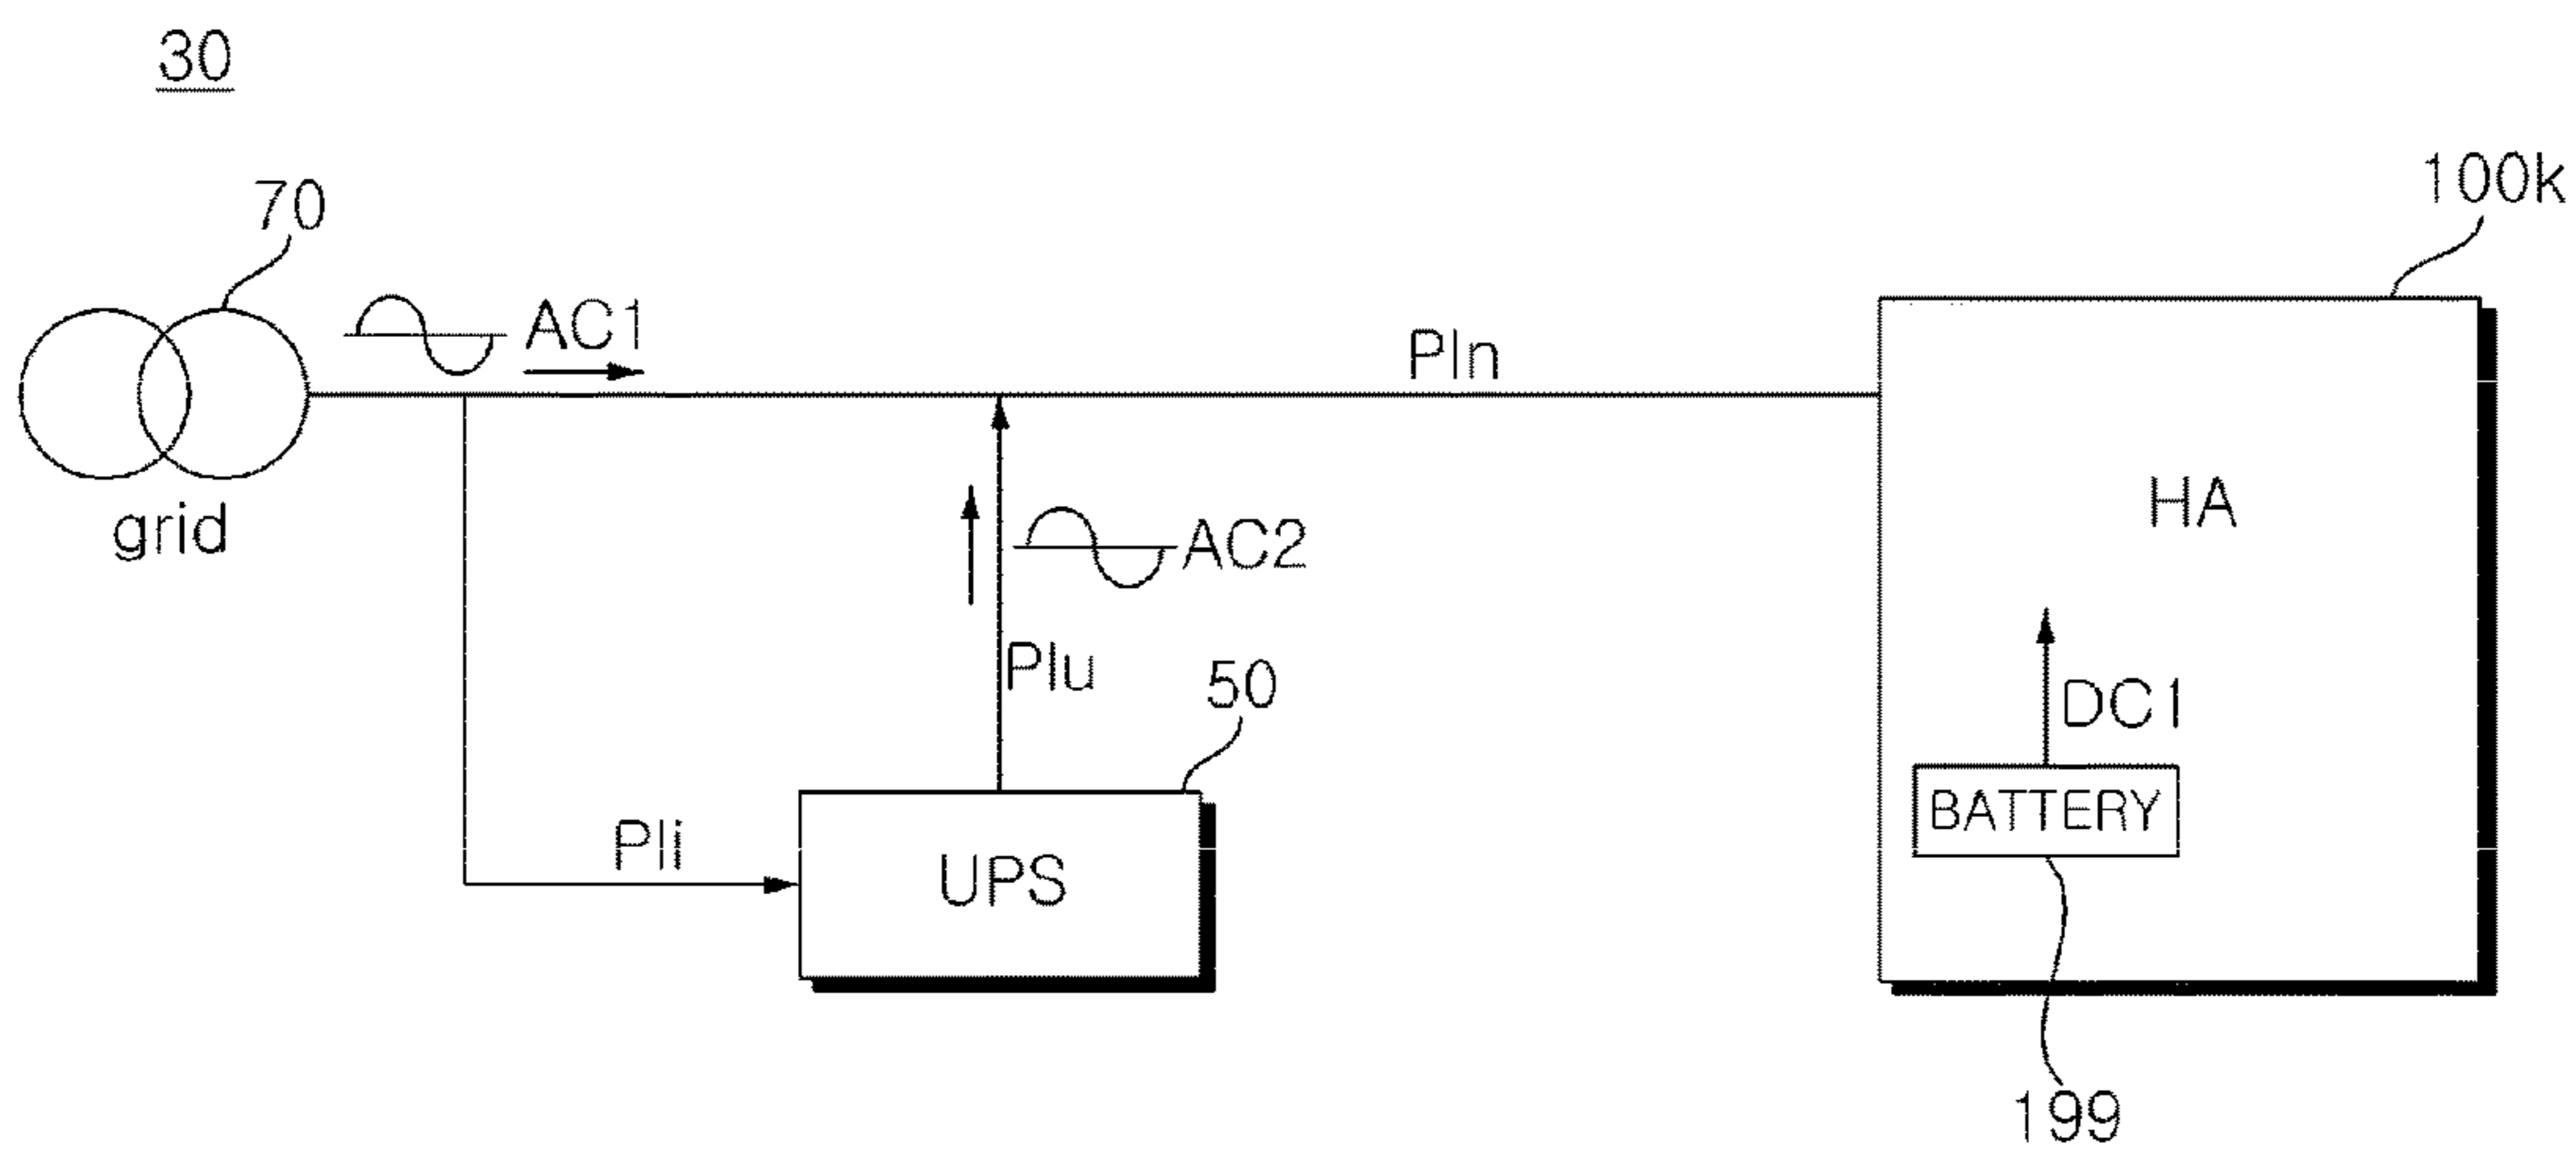 30
70
100k
AC1
Pln
grid
HA
AC2
Plu
50
DC1
BATTERY
Pli
UPS
199